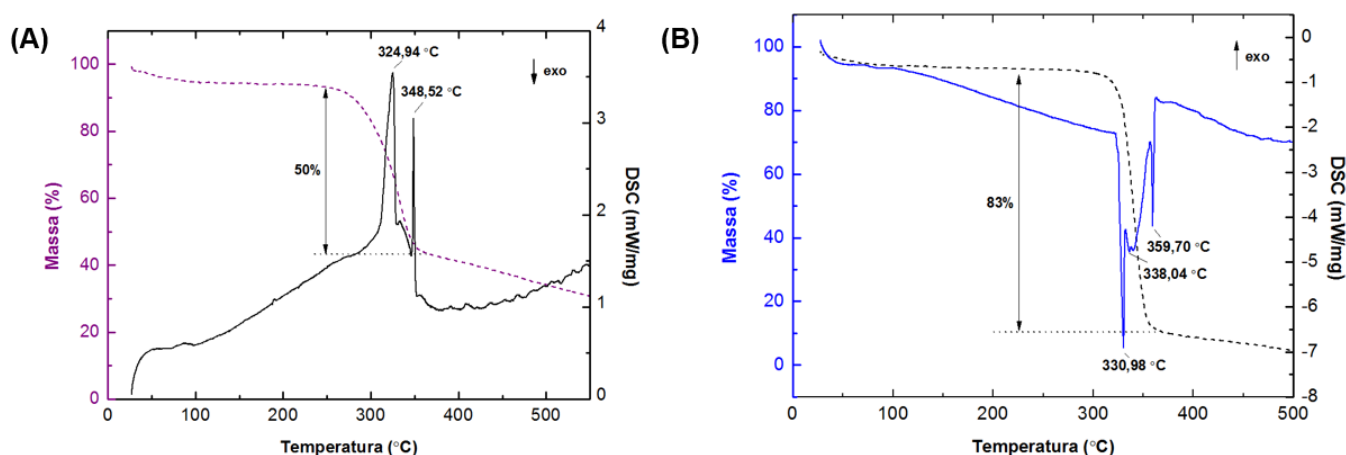 (A)
Massa (%)
100
80
60
40
20
0
0
100
200
300
400
500
Temperatura (°C)
4
3
2
1
0
DSC (mW/mg)
324,94 °C
348,52 °C
exo
50%
(B)
Massa (%)
100
80
60
40
20
0
0
100
200
300
400
500
Temperatura (°C)
0
-1
-2
-3
-4
-5
-6
-7
-8
DSC (mW/mg)
exo
83%
359,70 °C
338,04 °C
330,98 °C